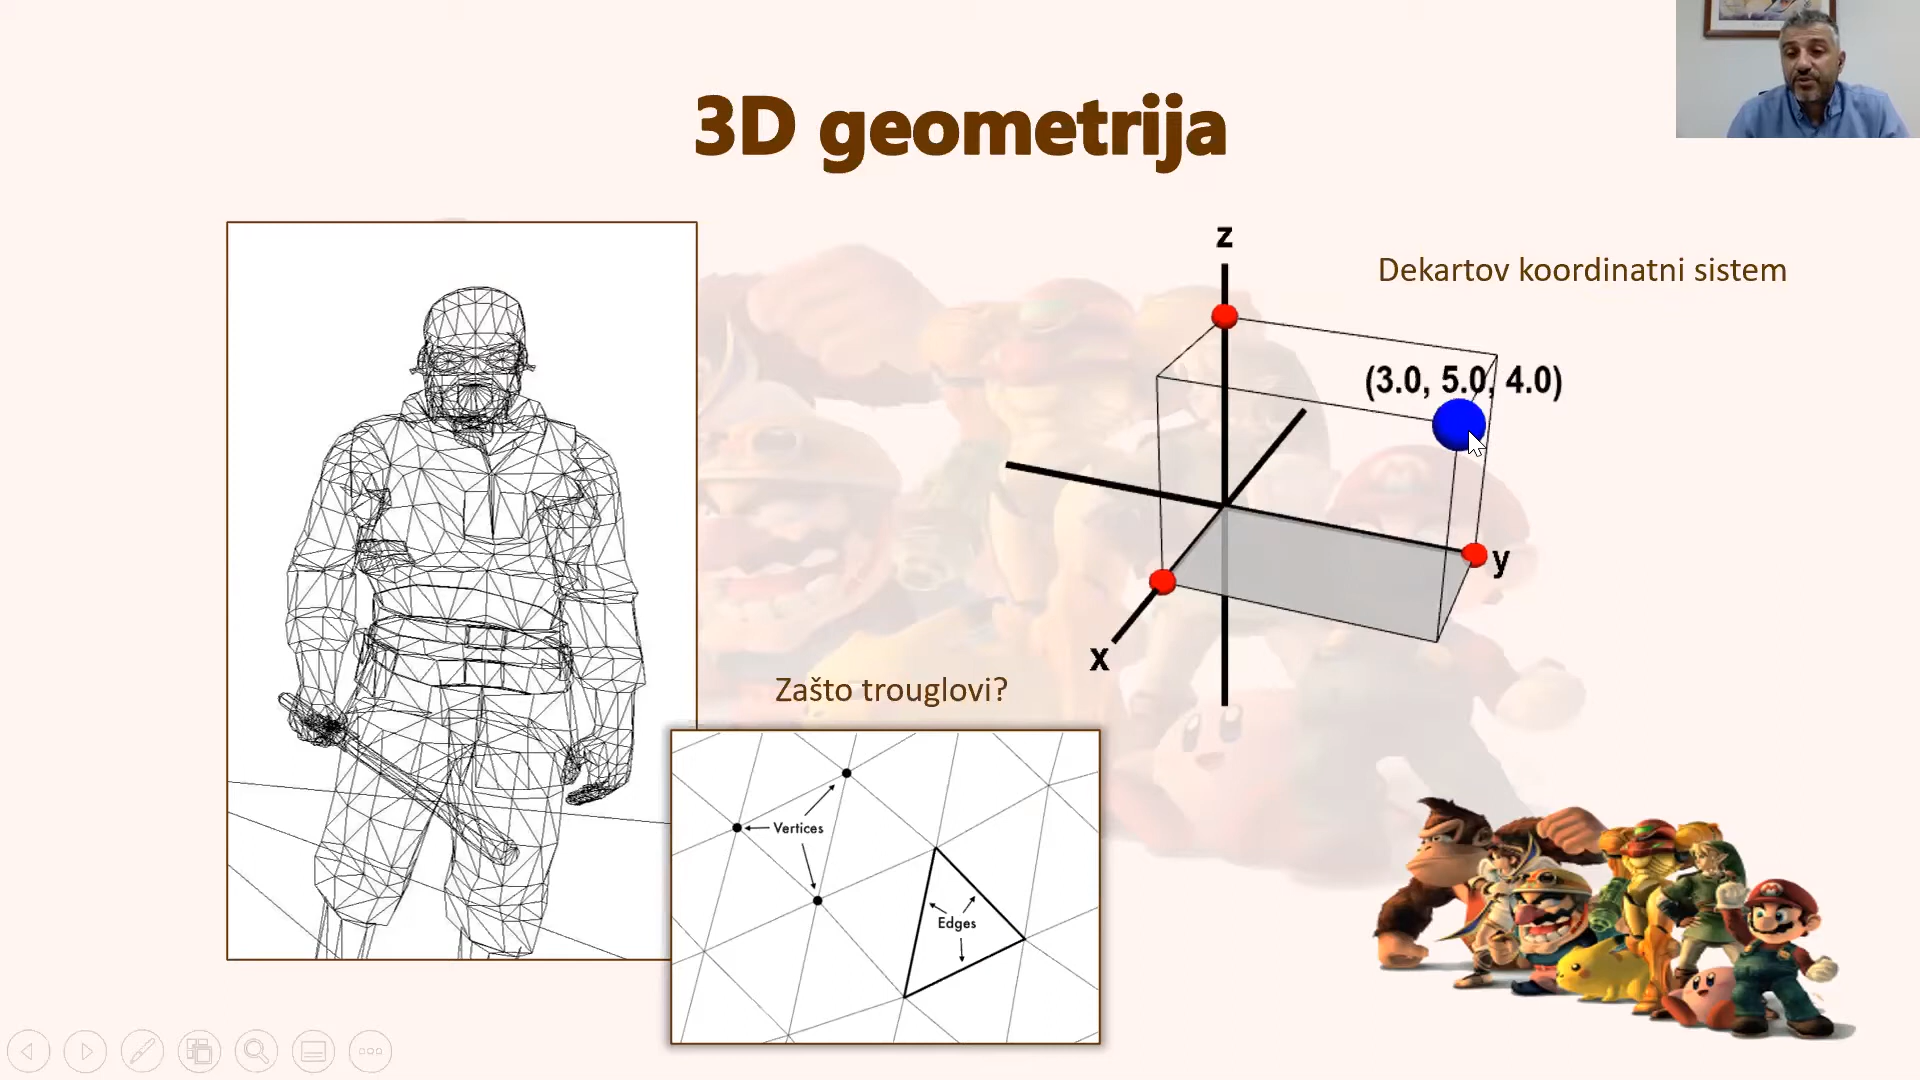 3D geometrija
z
Dekartov koordinatni sistem
(3.0, 5.0, 4.0)
y
x
Zašto trouglovi?
Vertices
Edges